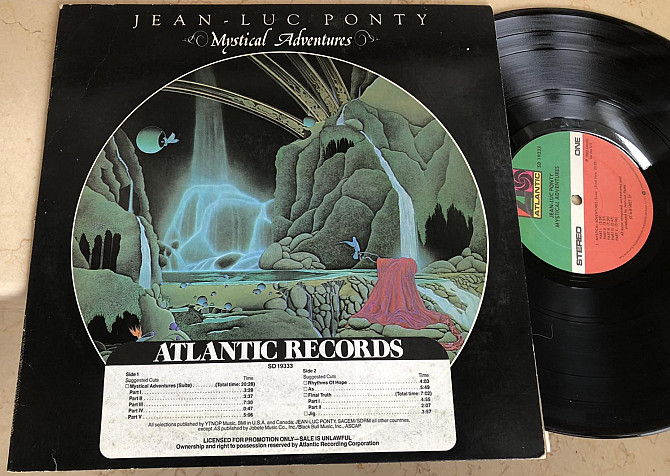 JEAN-LUC PONTY
Mystical Adventures
ATLANTIC RECORDS
SD 19333
Side 1
Suggested Cuts Time
Mystical Adventures (Suite) (Total time: 20:28)
Part I 3:29
Part II 3:37
Part III 7:30
Part IV 0:47
Part V 5:06
Side 2
Suggested Cuts Time
Rhythms Of Hope 4:03
As 5:49
Final Truth (Total time: 7:02)
Part I 4:55
Part II 2:07
Jig 3:57
All selections published by YTNOP Music, BMI in U.S.A. and Canada; JEAN-LUC PONTY, SACEM/SDRM all other countries,
except AS published by Jobete Music Co., Inc./Black Bull Music, Inc., ASCAP.
LICENSED FOR PROMOTION ONLY—SALE IS UNLAWFUL
Ownership and right to possession reserved by Atlantic Recording Corporation
ATLANTIC
SD 19333
JEAN-LUC PONTY
MYSTICAL ADVENTURES
STEREO
ONE